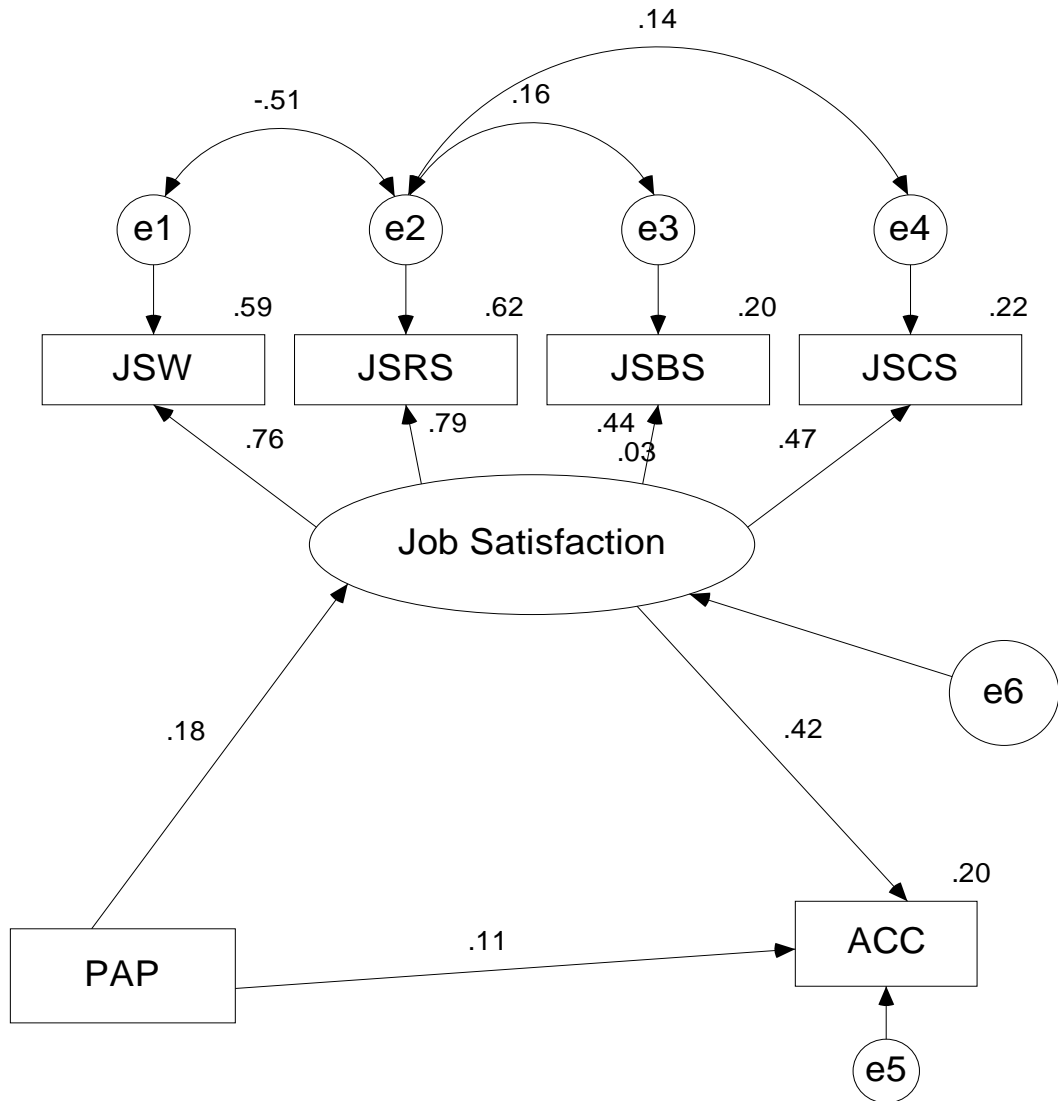 .14
-.51
.16
e1
e2
e3
e4
.59
.62
.20
.22
JSW
JSRS
JSBS
JSCS
.76
.79
.44
.03
.47
Job Satisfaction
e6
.18
.42
.20
PAP
.11
ACC
e5